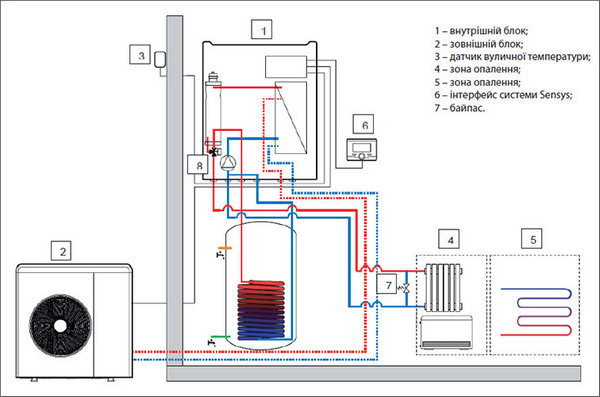 1 – внутрішній блок;
2 – зовнішній блок;
3 – датчик вуличної температури;
4 – зона опалення;
5 – зона опалення;
6 – інтерфейс системи Sensys;
7 – байпас.
1
3
6
8
2
4
5
7